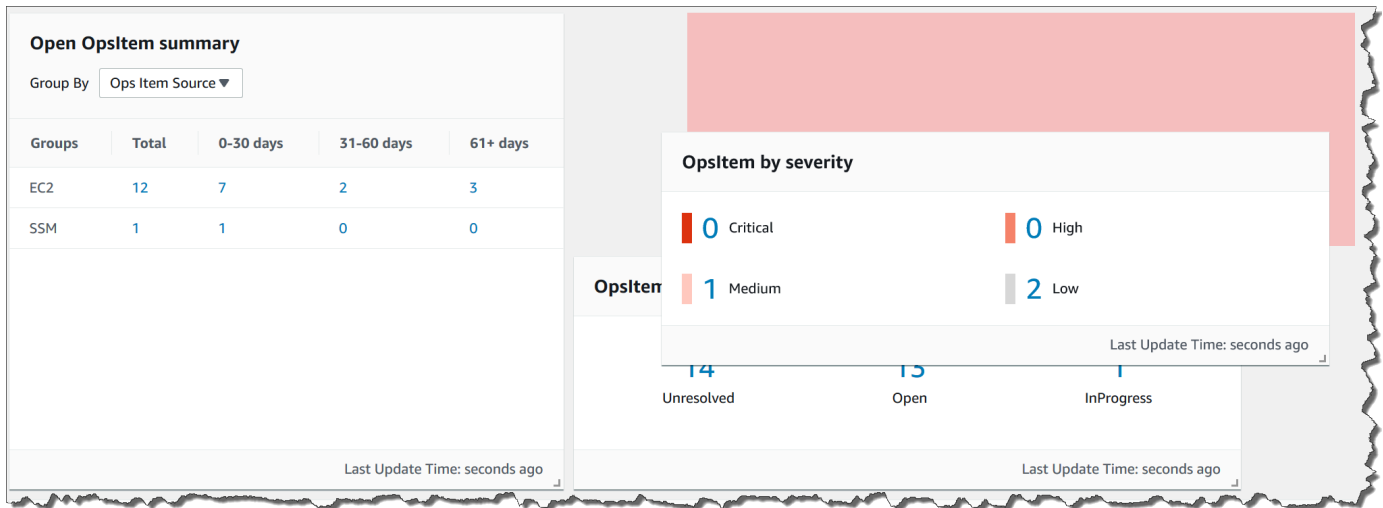 Open OpsItem summary
Group By Ops Item Source
Groups Total 0-30 days 31-60 days 61+ days
EC2 12 7 2 3
SSM 1 1 0 0
Last Update Time: seconds ago
OpsItem by severity
0 Critical
0 High
1 Medium
2 Low
Last Update Time: seconds ago
OpsItem
14 13 1
Unresolved Open InProgress
Last Update Time: seconds ago